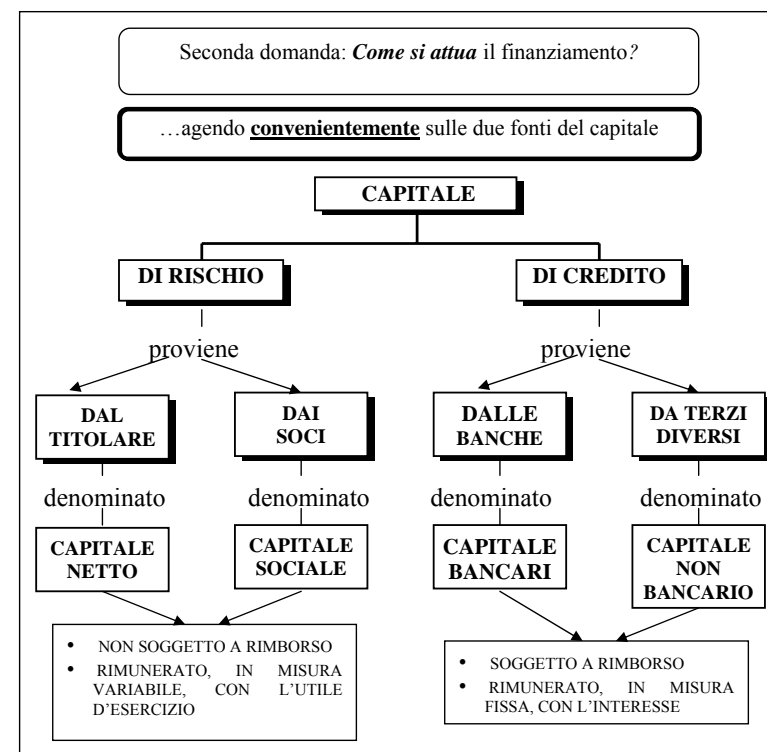 Seconda domanda: Come si attua il finanziamento?
…agendo convenientemente sulle due fonti del capitale
CAPITALE
DI RISCHIO
DI CREDITO
proviene
proviene
DAL
TITOLARE
DAI
SOCI
DALLE
BANCHE
DA TERZI
DIVERSI
denominato
denominato
denominato
denominato
CAPITALE
NETTO
CAPITALE
SOCIALE
CAPITALE
BANCARI
CAPITALE
NON
BANCARIO
• NON SOGGETTO A RIMBORSO
• RIMUNERATO, IN MISURA
VARIABILE, CON L'UTILE
D'ESERCIZIO
• SOGGETTO A RIMBORSO
• RIMUNERATO, IN MISURA
FISSA, CON L'INTERESSE